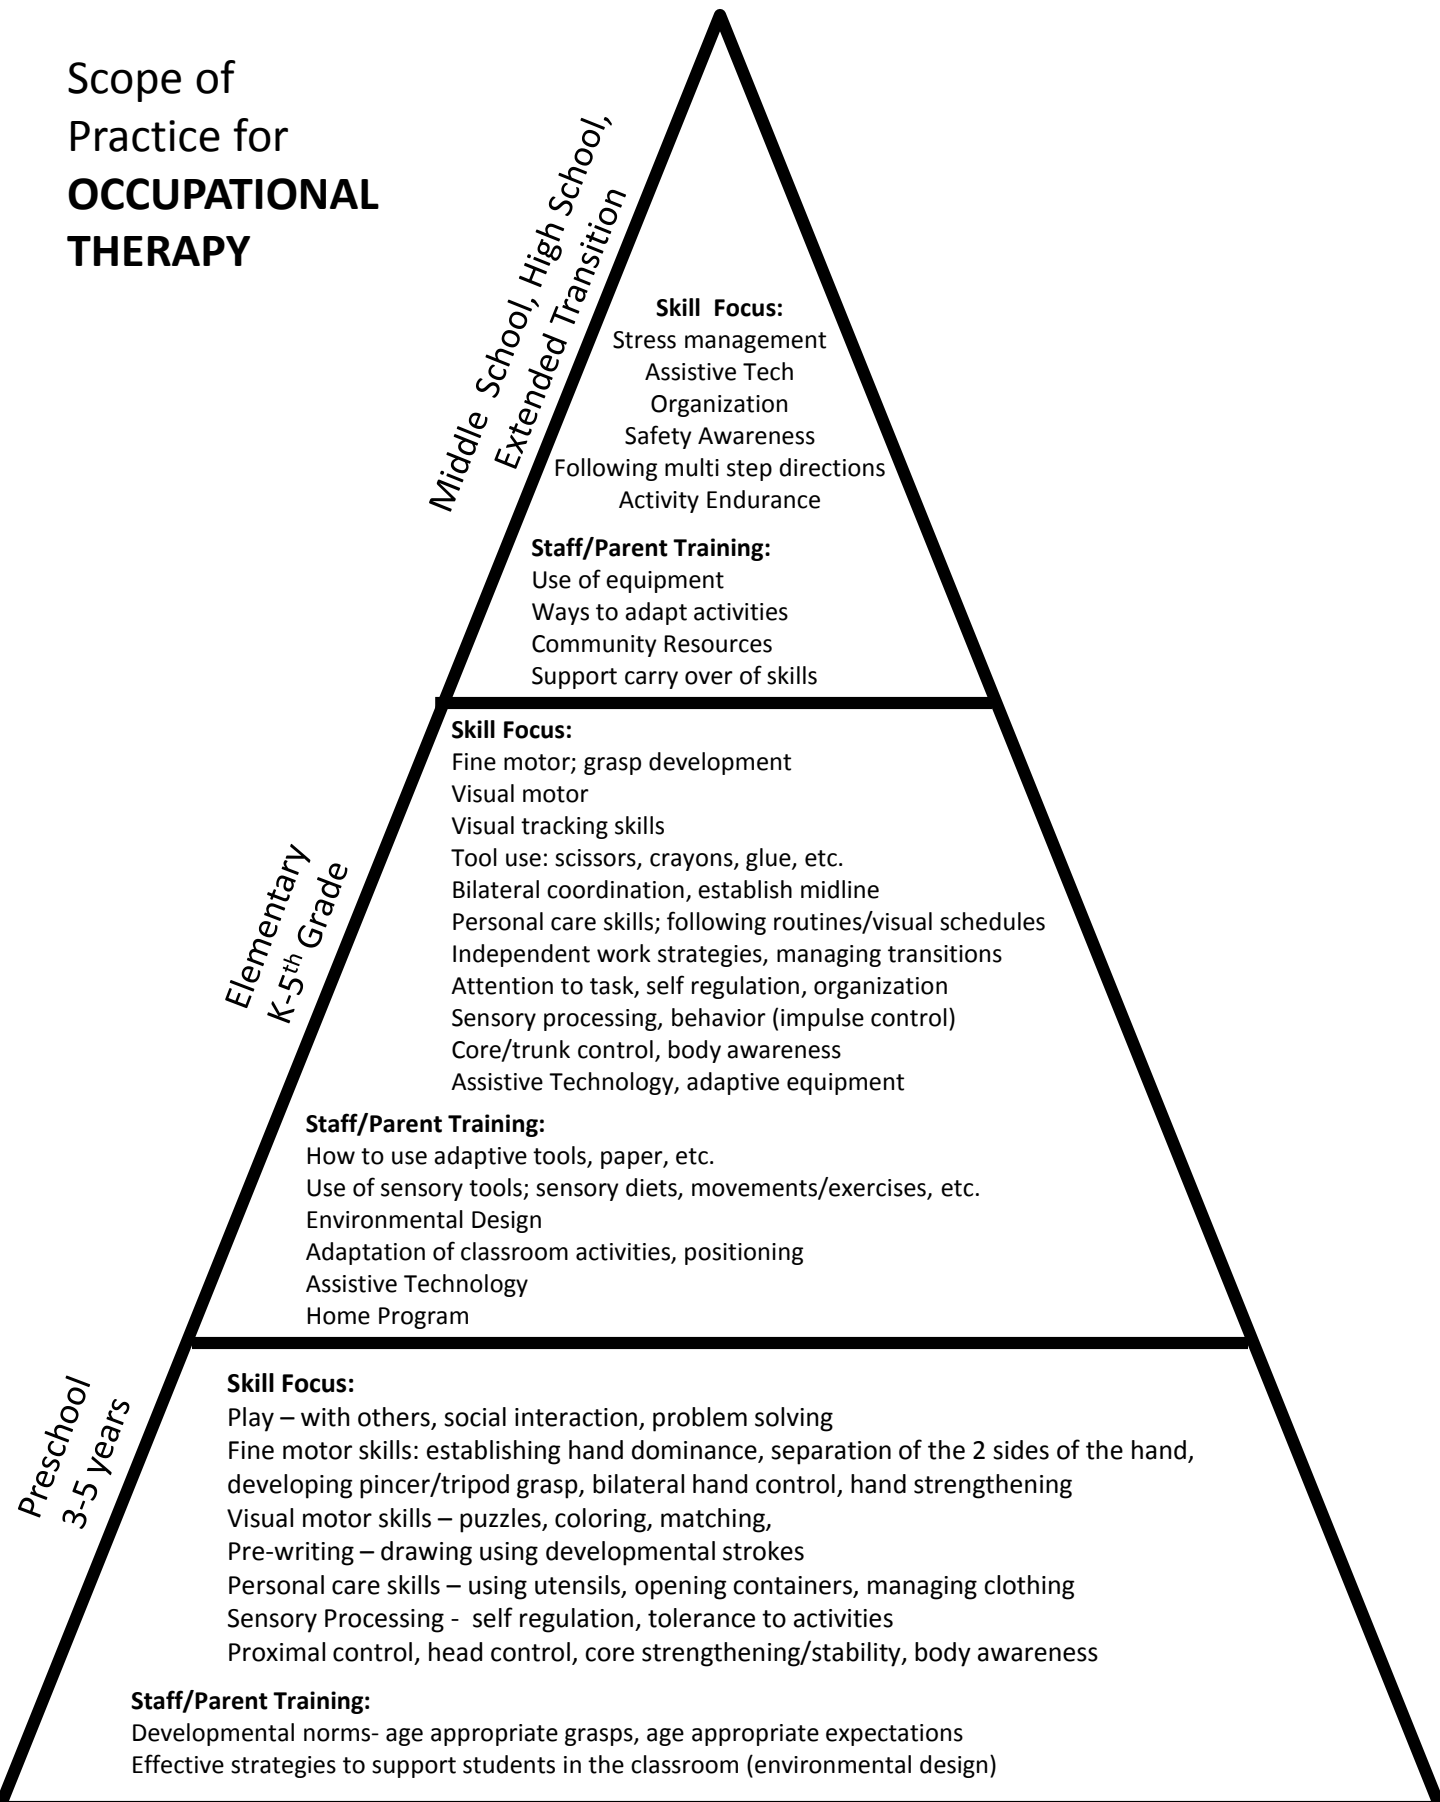 Scope of
Practice for
OCCUPATIONAL
THERAPY
Middle School, High School,
Extended Transition
Skill Focus:
Stress management
Assistive Tech
Organization
Safety Awareness
Following multi step directions
Activity Endurance
Staff/Parent Training:
Use of equipment
Ways to adapt activities
Community Resources
Support carry over of skills
Elementary
K-5th Grade
Skill Focus:
Fine motor; grasp development
Visual motor
Visual tracking skills
Tool use: scissors, crayons, glue, etc.
Bilateral coordination, establish midline
Personal care skills; following routines/visual schedules
Independent work strategies, managing transitions
Attention to task, self regulation, organization
Sensory processing, behavior (impulse control)
Core/trunk control, body awareness
Assistive Technology, adaptive equipment
Staff/Parent Training:
How to use adaptive tools, paper, etc.
Use of sensory tools; sensory diets, movements/exercises, etc.
Environmental Design
Adaptation of classroom activities, positioning
Assistive Technology
Home Program
Preschool
3-5 years
Skill Focus:
Play – with others, social interaction, problem solving
Fine motor skills: establishing hand dominance, separation of the 2 sides of the hand,
developing pincer/tripod grasp, bilateral hand control, hand strengthening
Visual motor skills – puzzles, coloring, matching,
Pre-writing – drawing using developmental strokes
Personal care skills – using utensils, opening containers, managing clothing
Sensory Processing - self regulation, tolerance to activities
Proximal control, head control, core strengthening/stability, body awareness
Staff/Parent Training:
Developmental norms- age appropriate grasps, age appropriate expectations
Effective strategies to support students in the classroom (environmental design)